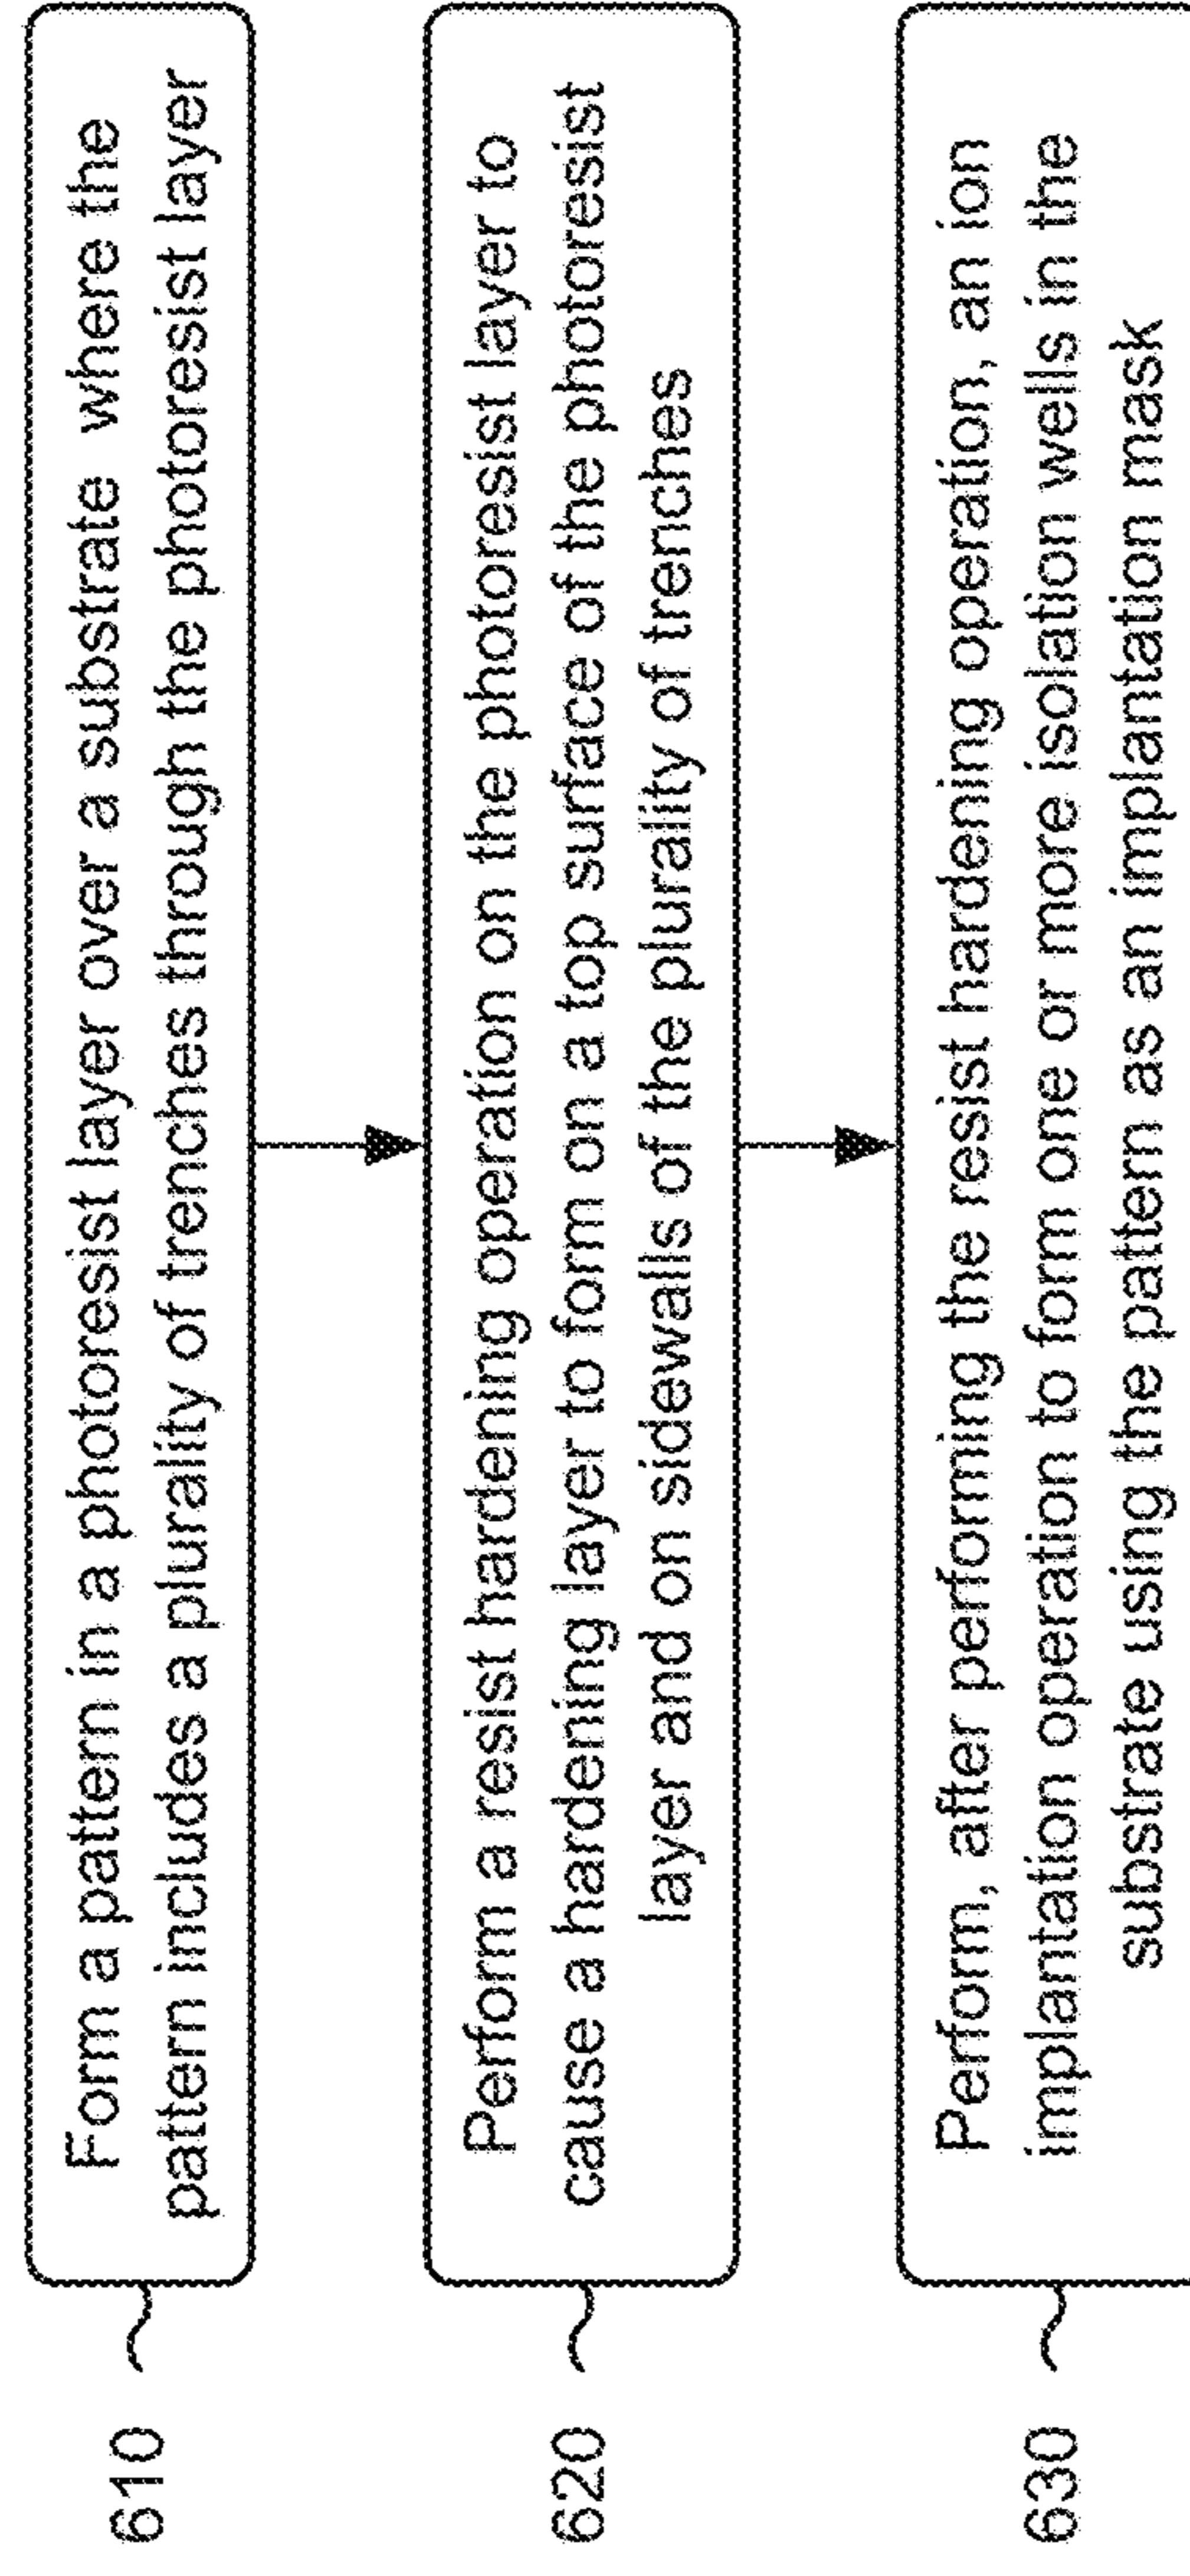 610
Form a pattern in a photoresist layer over a substrate where the
pattern includes a plurality of trenches through the photoresist layer
620
Perform a resist hardening operation on the photoresist layer to
cause a hardening layer to form on a top surface of the photoresist
layer and on sidewalls of the plurality of trenches
630
Perform, after performing the resist hardening operation, an ion
implantation operation to form one or more isolation wells in the
substrate using the pattern as an implantation mask